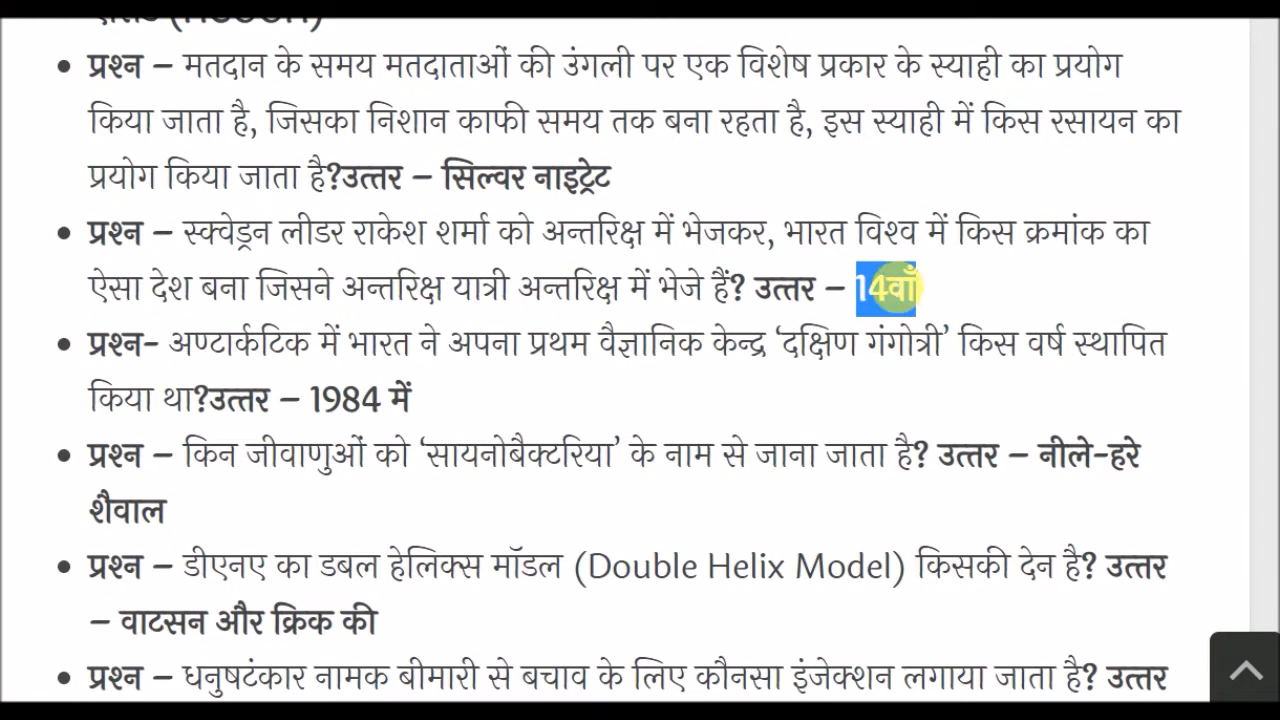 • प्रश्न – मतदान के समय मतदाताओं की उंगली पर एक विशेष प्रकार के स्याही का प्रयोग
किया जाता है, जिसका निशान काफी समय तक बना रहता है, इस स्याही में किस रसायन का
प्रयोग किया जाता है?उत्तर – सिल्वर नाइट्रेट
• प्रश्न – स्क्वेड्रन लीडर राकेश शर्मा को अन्तरिक्ष में भेजकर, भारत विश्व में किस क्रमांक का
ऐसा देश बना जिसने अन्तरिक्ष यात्री अन्तरिक्ष में भेजे हैं? उत्तर – 14वाँ
• प्रश्न- अण्टार्कटिक में भारत ने अपना प्रथम वैज्ञानिक केन्द्र ‘दक्षिण गंगोत्री’ किस वर्ष स्थापित
किया था?उत्तर – 1984 में
• प्रश्न – किन जीवाणुओं को ‘सायनोबैक्टरिया’ के नाम से जाना जाता है? उत्तर – नीले-हरे
शैवाल
• प्रश्न – डीएनए का डबल हेलिक्स मॉडल (Double Helix Model) किसकी देन है? उत्तर
– वाटसन और क्रिक की
• प्रश्न – धनुषटंकार नामक बीमारी से बचाव के लिए कौनसा इंजेक्शन लगाया जाता है? उत्तर